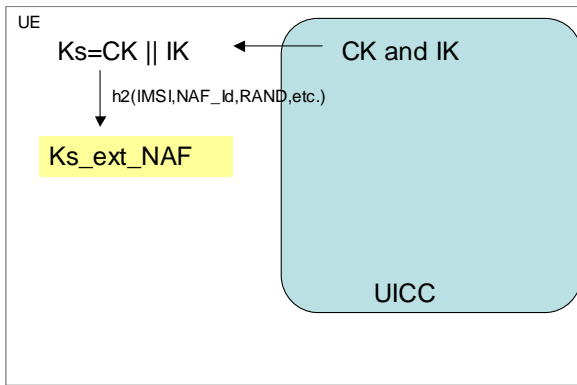 UE
Ks=CK || IK
CK and IK
h2(IMSI,NAF_Id,RAND,etc.)
Ks_ext_NAF
UICC